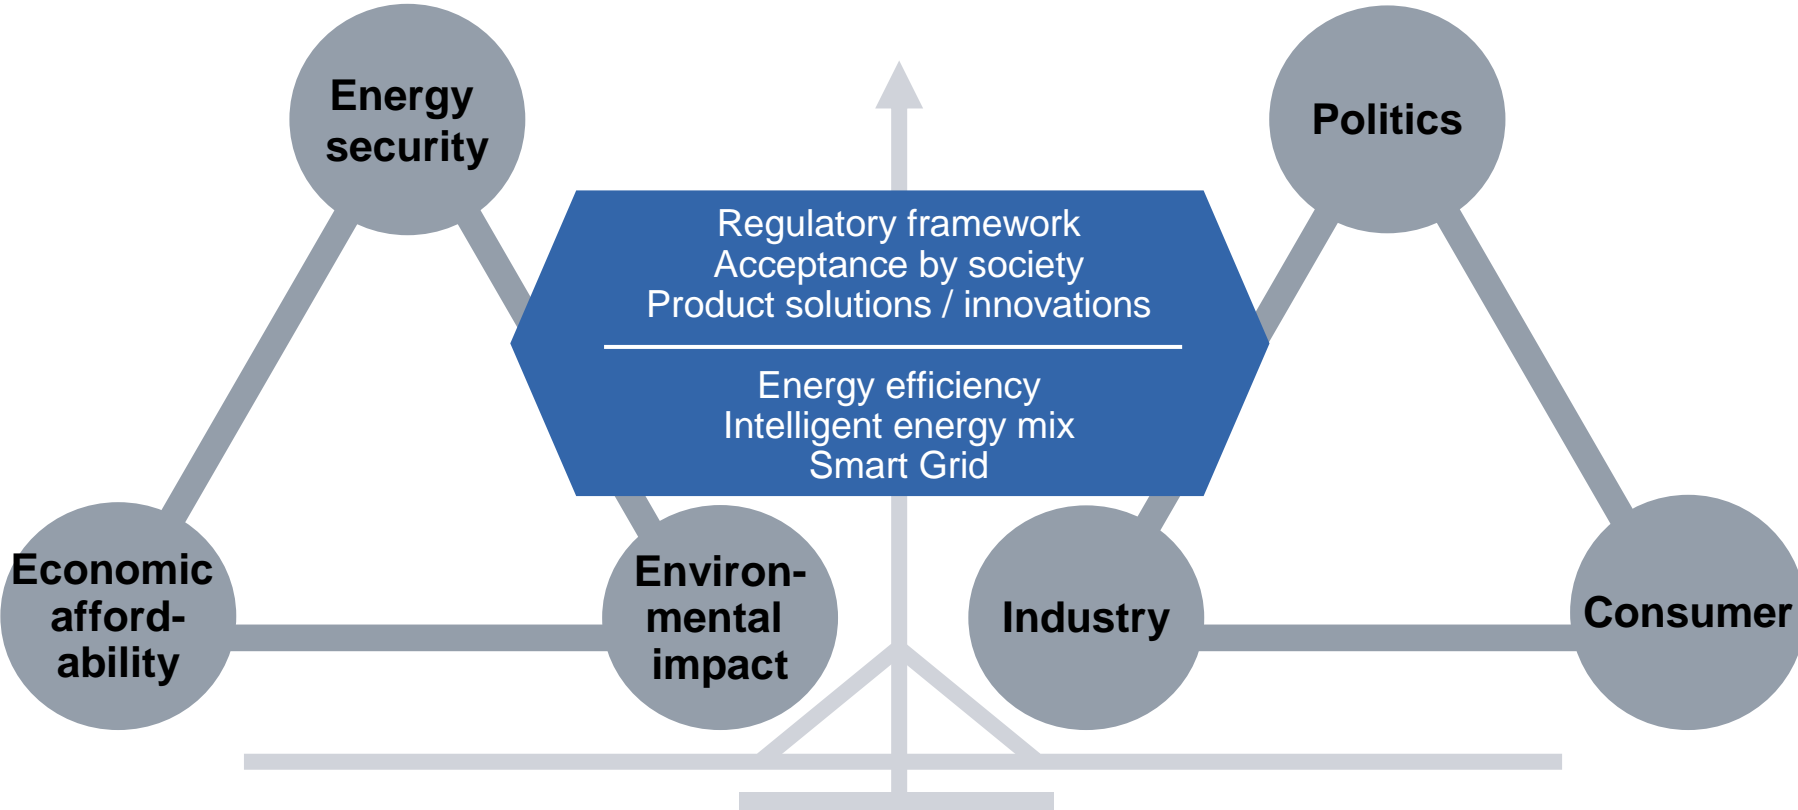 Energy
security
Politics
Regulatory framework
Acceptance by society
Product solutions / innovations
Energy efficiency
Intelligent energy mix
Smart Grid
Economic
afford-
ability
Environ-
mental
impact
Industry
Consumer